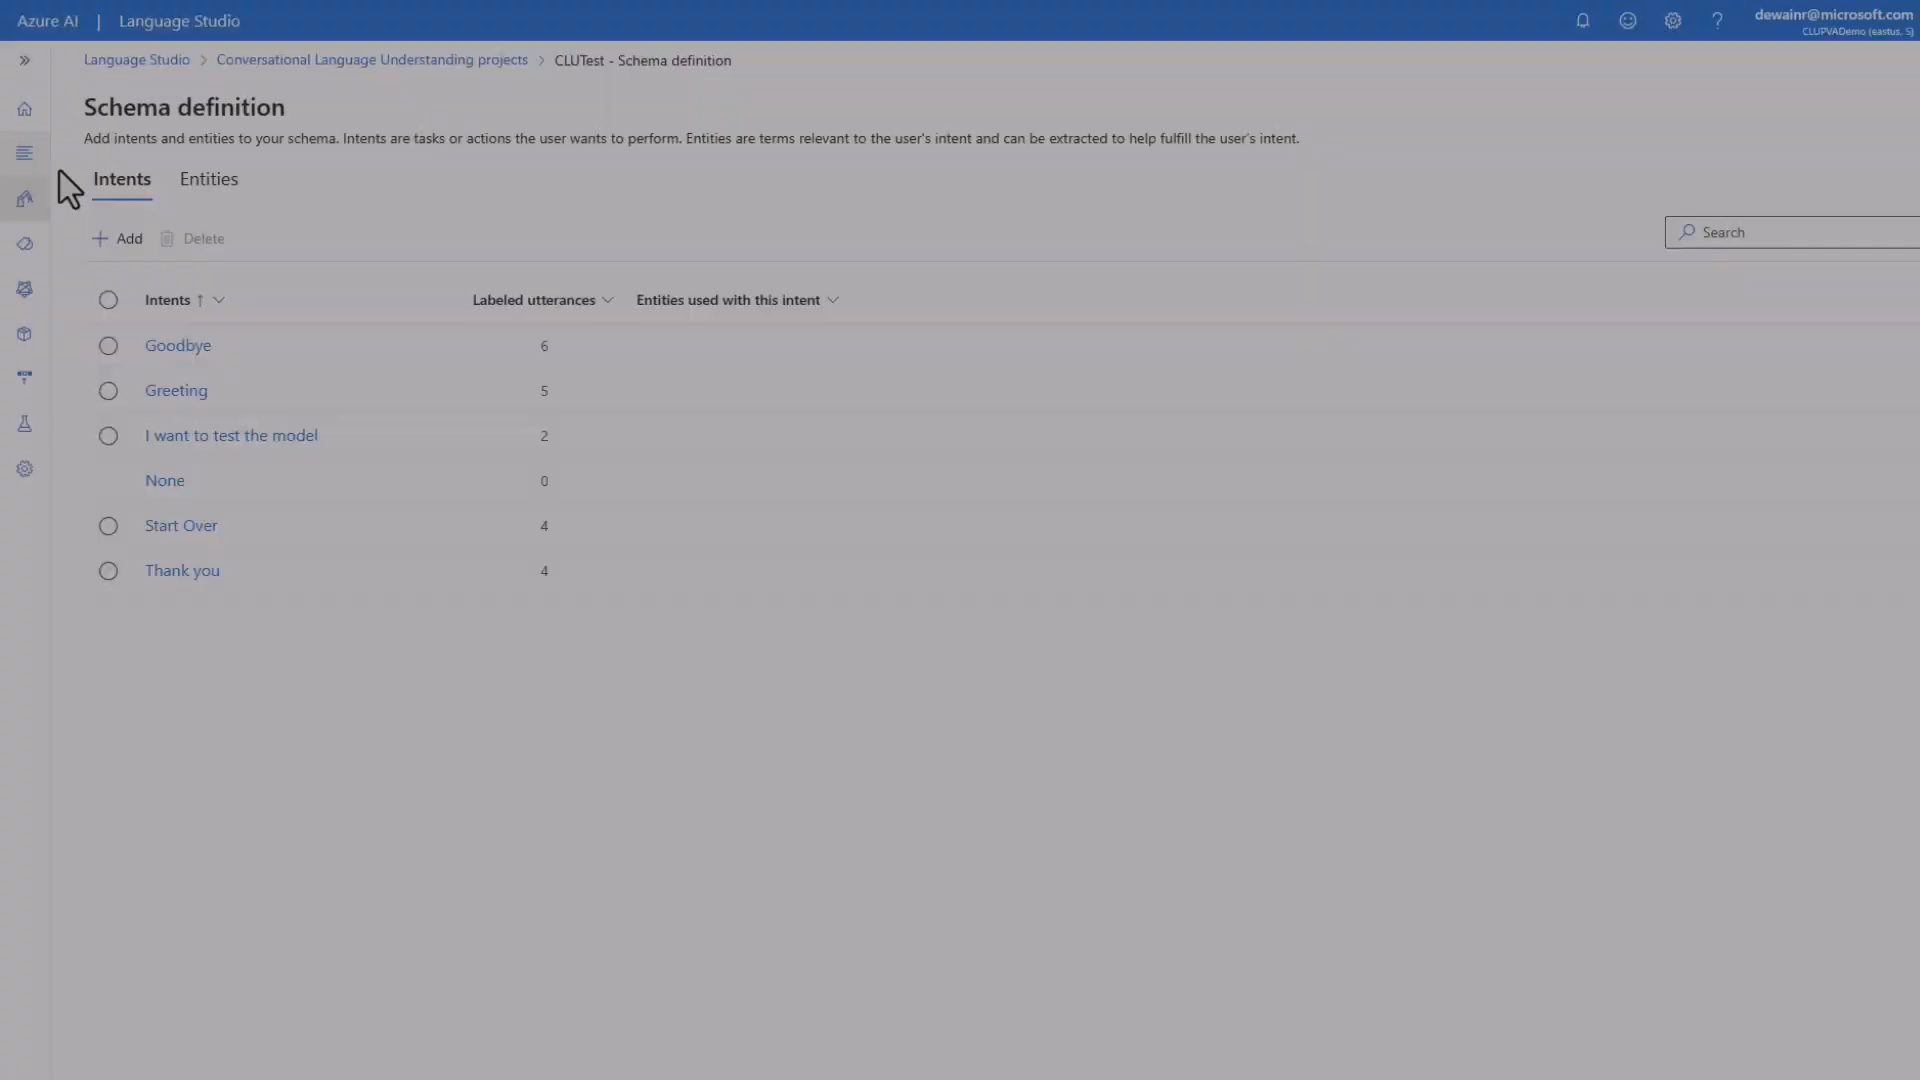 Azure AI | Language Studio
dewainr@microsoft.com
CLUPVADemo (eastus, S)
Language Studio > Conversational Language Understanding projects > CLUTest - Schema definition
Schema definition
Add intents and entities to your schema. Intents are tasks or actions the user wants to perform. Entities are terms relevant to the user's intent and can be extracted to help fulfill the user's intent.
Intents Entities
Add Delete
Search
Intents ↑ Labeled utterances Entities used with this intent
Goodbye 6
Greeting 5
I want to test the model 2
None 0
Start Over 4
Thank you 4